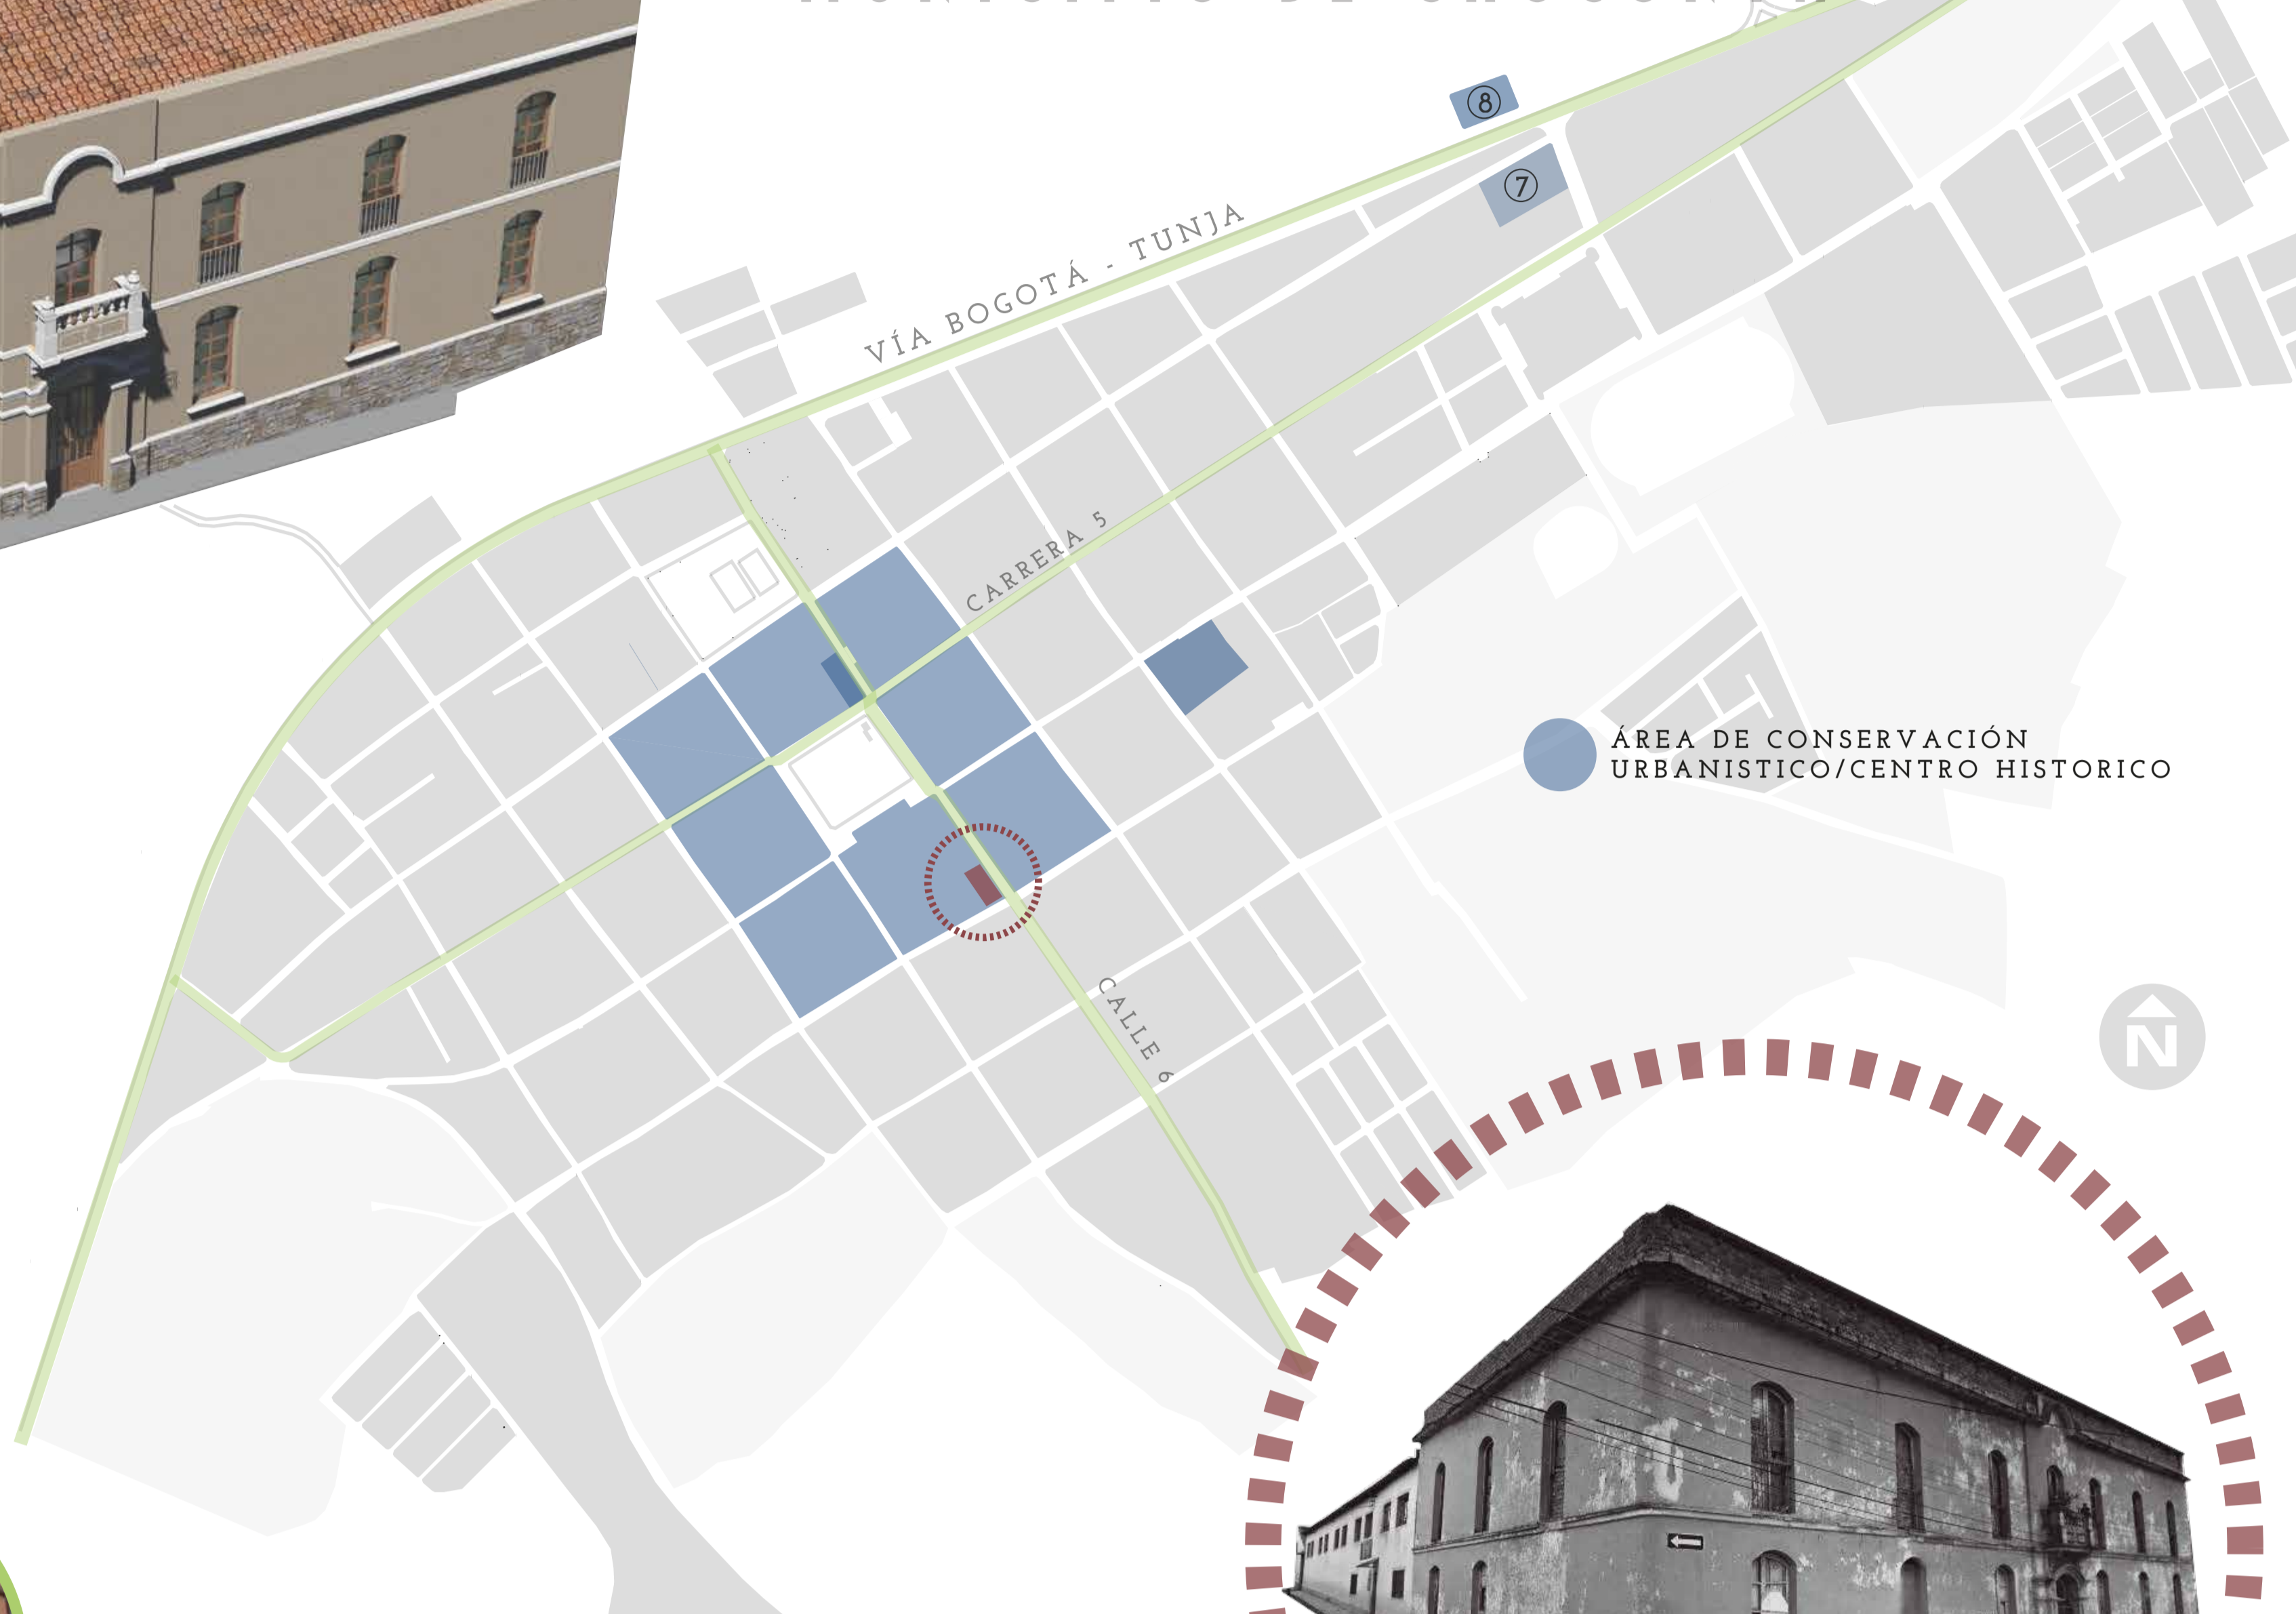 8
7
VÍA BOGOTÁ - TUNJA
CARRERA 5
ÁREA DE CONSERVACIÓN
URBANISTICO/CENTRO HISTORICO
CALLE 6
N